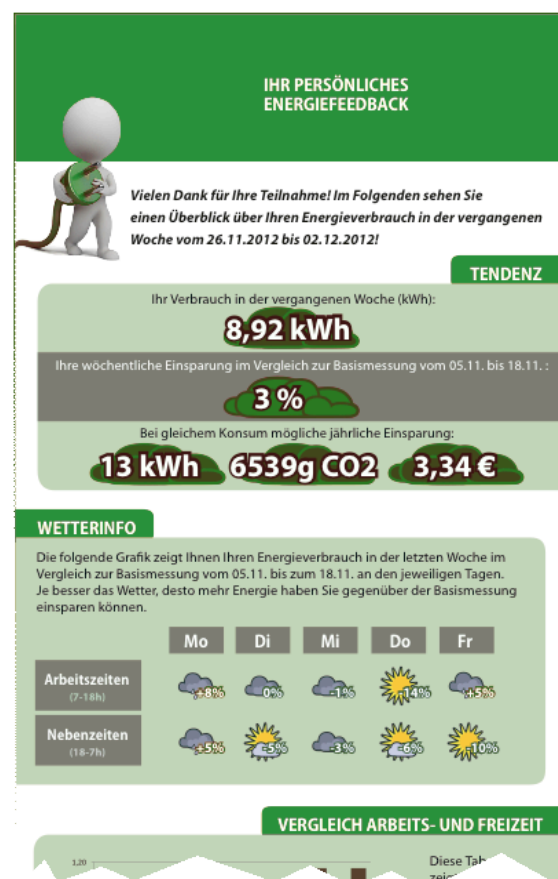 IHR PERSÖNLICHES
ENERGIEFEEDBACK
Vielen Dank für Ihre Teilnahme! Im Folgenden sehen Sie
einen Überblick über Ihren Energieverbrauch in der vergangenen
Woche vom 26.11.2012 bis 02.12.2012!
TENDENZ
Ihr Verbrauch in der vergangenen Woche (kWh):
8,92 kWh
Ihre wöchentliche Einsparung im Vergleich zur Basismessung vom 05.11. bis 18.11. :
3 %
Bei gleichem Konsum mögliche jährliche Einsparung:
13 kWh 6539g CO2 3,34 €
WETTERINFO
Die folgende Grafik zeigt Ihnen Ihren Energieverbrauch in der letzten Woche im
Vergleich zur Basismessung vom 05.11. bis zum 18.11. an den jeweiligen Tagen.
Je besser das Wetter, desto mehr Energie haben Sie gegenüber der Basismessung
einsparen können.
Mo Di Mi Do Fr
Arbeitszeiten
(7-18h)
+8% 0% -1% -14% +5%
Nebenzeiten
(18-7h)
+5% -5% -3% -6% -10%
VERGLEICH ARBEITS- UND FREIZEIT
1,20
Diese